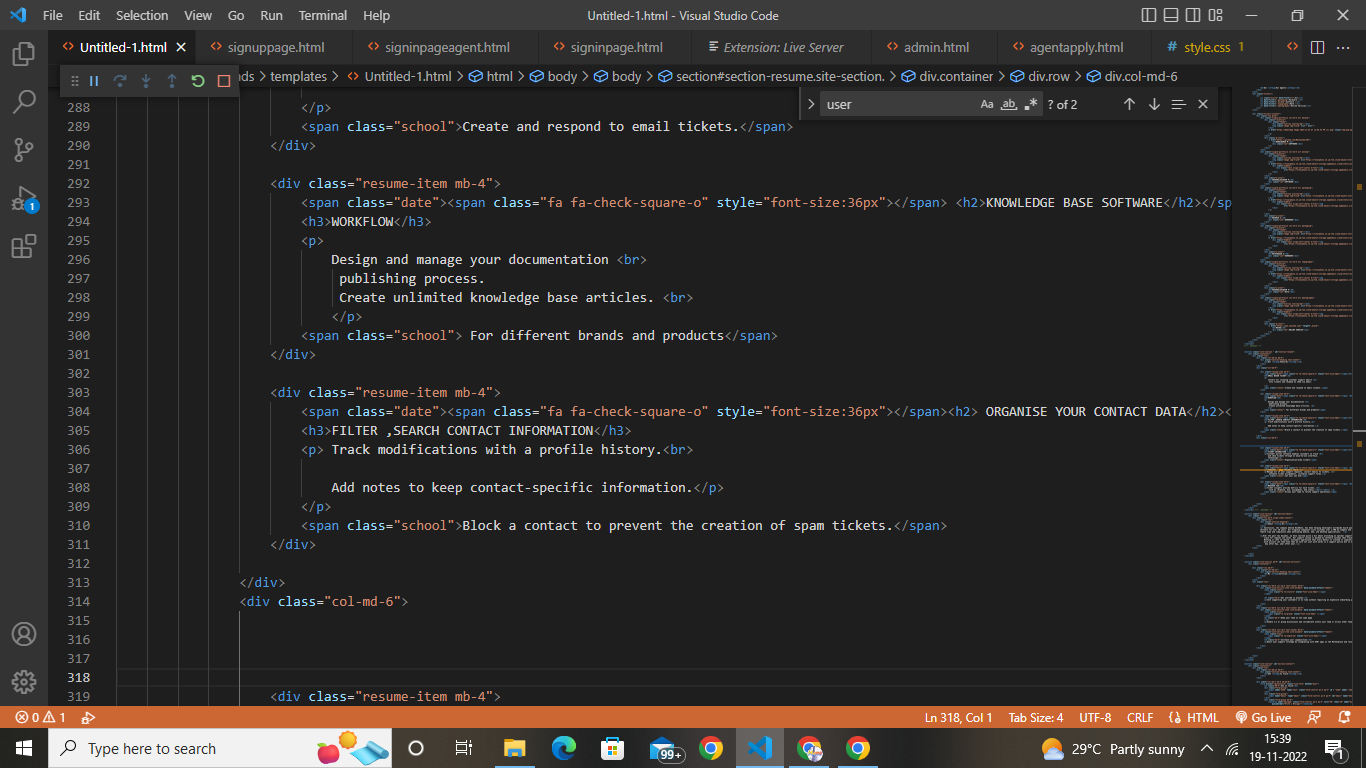 File Edit Selection View Go Run Terminal Help Untitled-1.html - Visual Studio Code
Untitled-1.html signuppage.html signinpageagent.html signinpage.html Extension: Live Server admin.html agentapply.html style.css 1
nds > templates > Untitled-1.html > html > body > body > section#section-resume.site-section. > div.container > div.row > div.col-md-6
user Aa ab ? of 2
288 </p>
289 <span class="school">Create and respond to email tickets.</span>
290 </div>
291
292 <div class="resume-item mb-4">
293 <span class="date"><span class="fa fa-check-square-o" style="font-size:36px"></span> <h2>KNOWLEDGE BASE SOFTWARE</h2></sp
294 <h3>WORKFLOW</h3>
295 <p>
296 Design and manage your documentation <br>
297 publishing process.
298 Create unlimited knowledge base articles. <br>
299 </p>
300 <span class="school"> For different brands and products</span>
301 </div>
302
303 <div class="resume-item mb-4">
304 <span class="date"><span class="fa fa-check-square-o" style="font-size:36px"></span><h2> ORGANISE YOUR CONTACT DATA</h2><
305 <h3>FILTER ,SEARCH CONTACT INFORMATION</h3>
306 <p> Track modifications with a profile history.<br>
307
308 Add notes to keep contact-specific information.</p>
309 </p>
310 <span class="school">Block a contact to prevent the creation of spam tickets.</span>
311 </div>
312
313 </div>
314 <div class="col-md-6">
315
316
317
318
319 <div class="resume-item mb-4">
1
0 1 Ln 318, Col 1 Tab Size: 4 UTF-8 CRLF HTML Go Live
Type here to search 99+ 29°C Partly sunny 15:39
19-11-2022 1